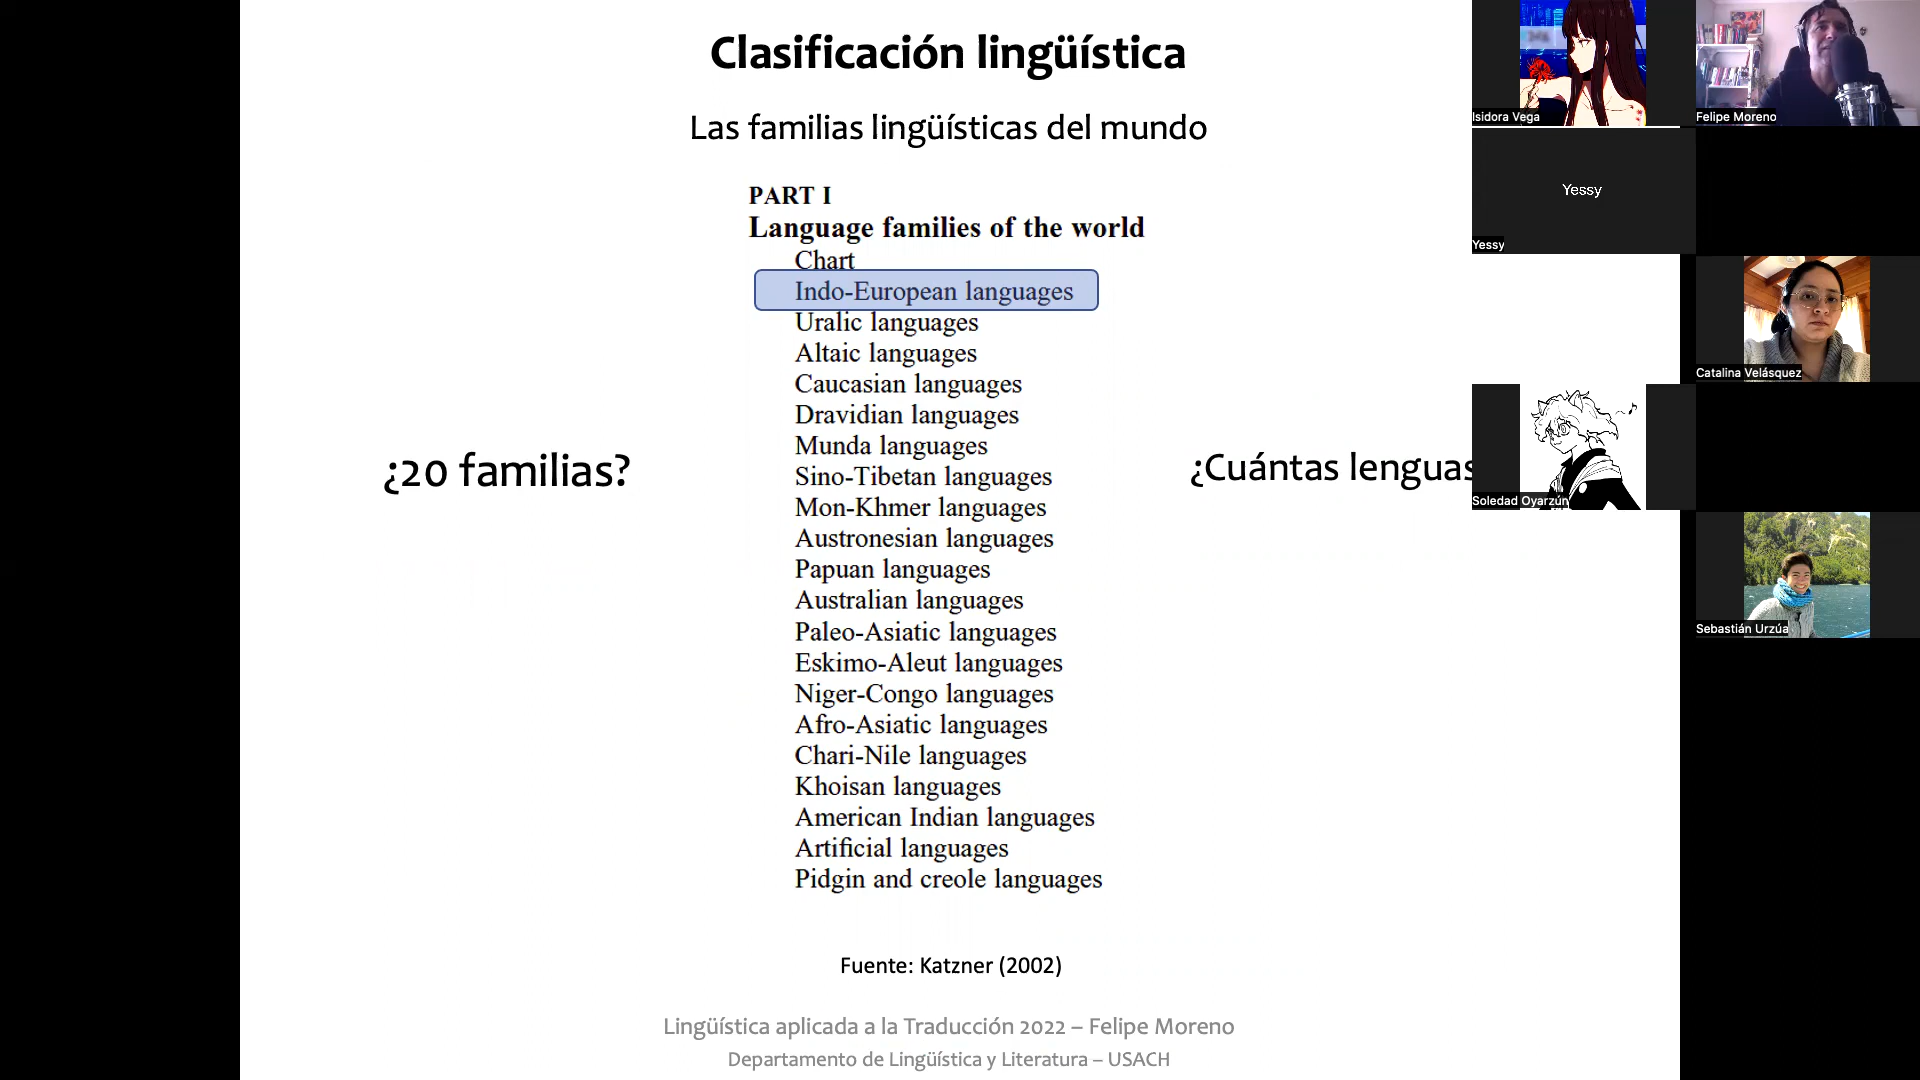 Clasificación lingüística
Las familias lingüísticas del mundo
PART I
Language families of the world
Chart
Indo-European languages
Uralic languages
Altaic languages
Caucasian languages
Dravidian languages
Munda languages
Sino-Tibetan languages
Mon-Khmer languages
Austronesian languages
Papuan languages
Australian languages
Paleo-Asiatic languages
Eskimo-Aleut languages
Niger-Congo languages
Afro-Asiatic languages
Chari-Nile languages
Khoisan languages
American Indian languages
Artificial languages
Pidgin and creole languages
¿20 familias?
¿Cuántas lenguas
Fuente: Katzner (2002)
Lingüística aplicada a la Traducción 2022 – Felipe Moreno
Departamento de Lingüística y Literatura – USACH
Isidora Vega
Felipe Moreno
Yessy
Yessy
Catalina Velásquez
Soledad Oyarzún
Sebastián Urzúa